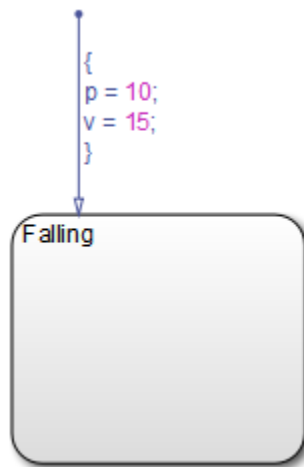 {
p = 10;
v = 15;
}
Falling